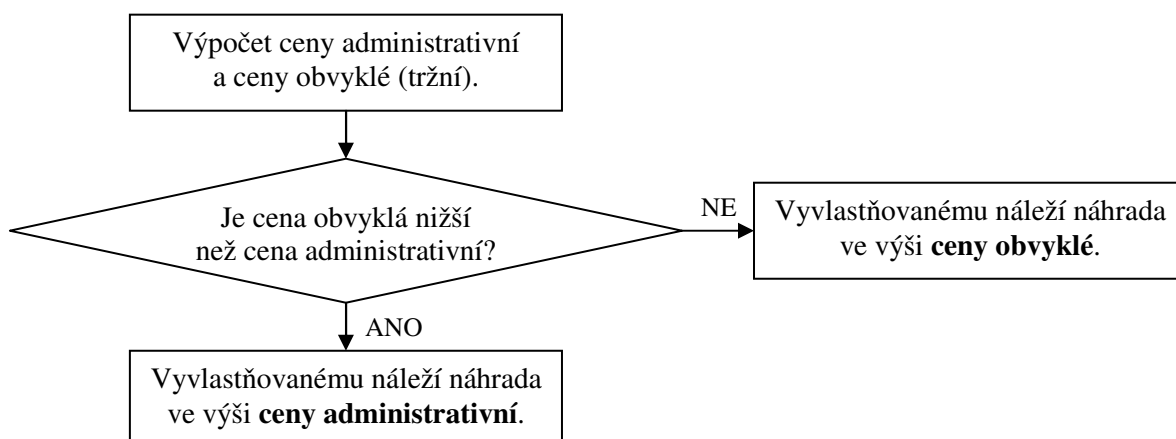 Výpočet ceny administrativní
a ceny obvyklé (tržní).
Je cena obvyklá nižší
než cena administrativní?
NE
Vyvlastňovanému náleží náhrada
ve výši ceny obvyklé.
ANO
Vyvlastňovanému náleží náhrada
ve výši ceny administrativní.